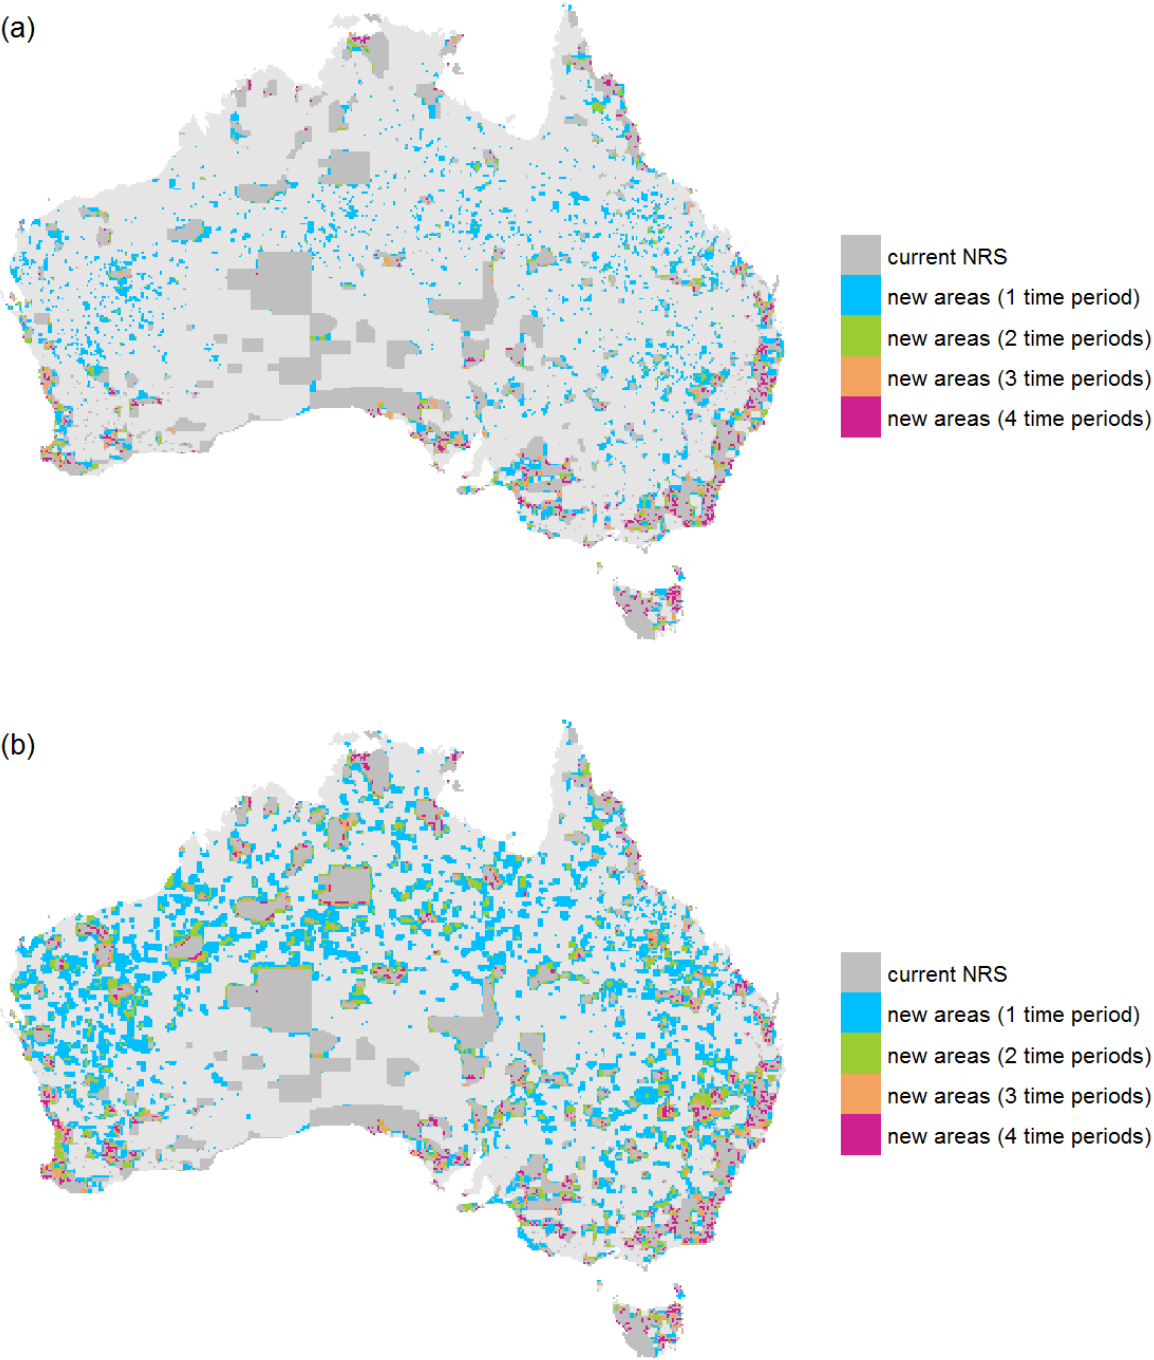 (a)
current NRS
new areas (1 time period)
new areas (2 time periods)
new areas (3 time periods)
new areas (4 time periods)
(b)
current NRS
new areas (1 time period)
new areas (2 time periods)
new areas (3 time periods)
new areas (4 time periods)